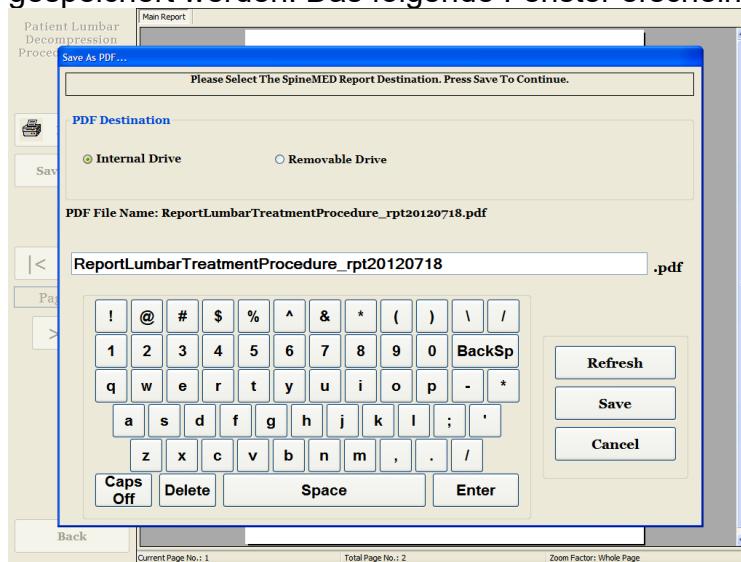 gespeichert werden. Das folgende Fenster erschein
Main Report
Patient Lumbar
Decompression
Save As PDF...
Please Select The SpineMED Report Destination. Press Save To Continue.
PDF Destination
Internal Drive Removable Drive
PDF File Name: ReportLumbarTreatmentProcedure_rpt20120718.pdf
ReportLumbarTreatmentProcedure_rpt20120718 .pdf
! @ # $ % ^ & * ( ) \ /
1 2 3 4 5 6 7 8 9 0 BackSp
q w e r t y u i o p - *
a s d f g h j k l ; '
z x c v b n m , . /
Caps Off Delete Space Enter
Refresh
Save
Cancel
|<
>
Back
Current Page No.: 1 Total Page No.: 2 Zoom Factor: Whole Page